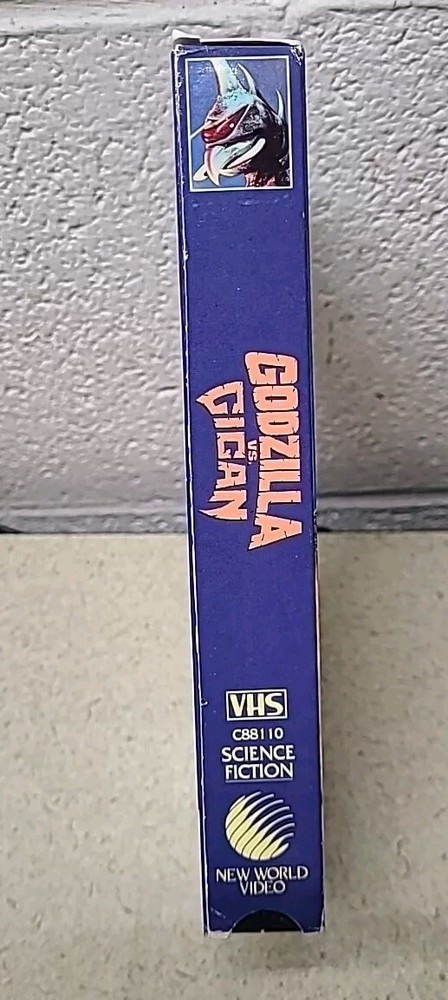 GODZILLA
VS
GIGAN
VHS
C88110
SCIENCE
FICTION
NEW WORLD
VIDEO